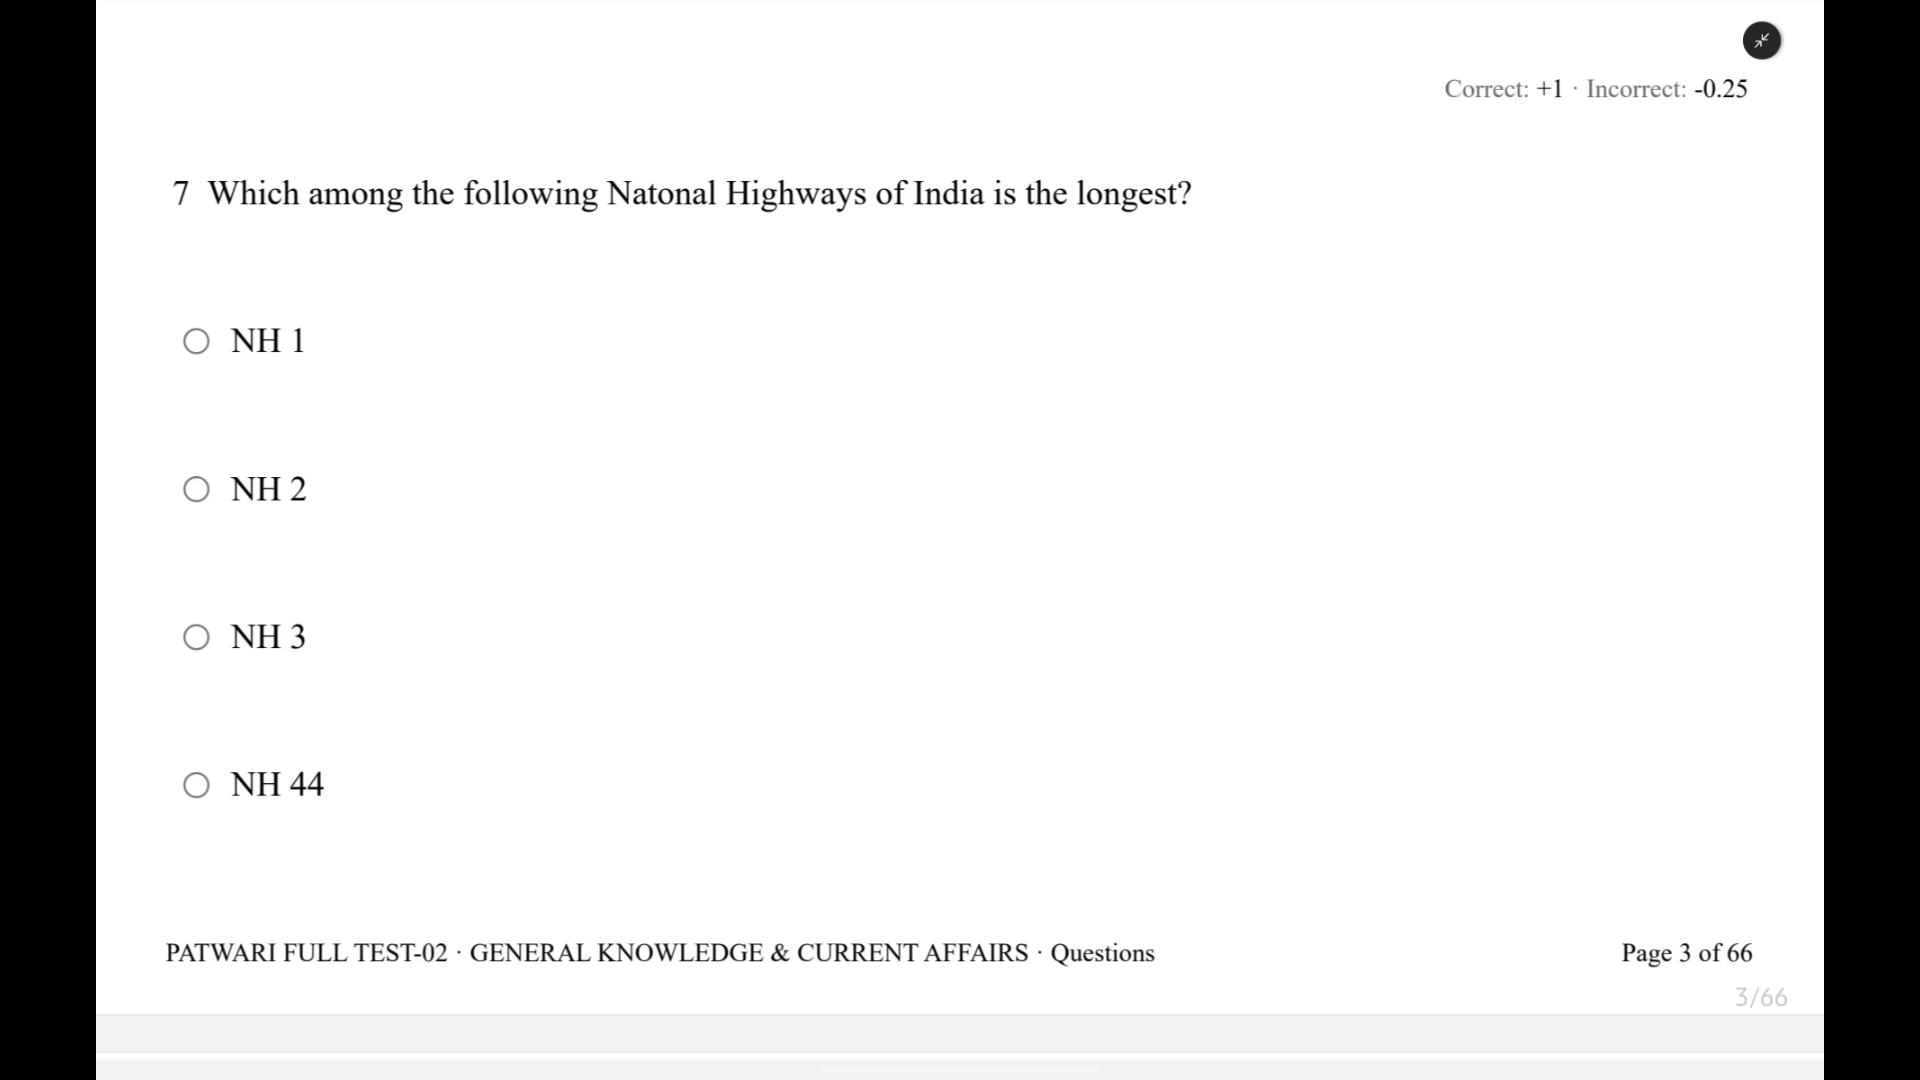 Correct: +1 · Incorrect: -0.25
7 Which among the following Natonal Highways of India is the longest?
NH 1
NH 2
NH 3
NH 44
PATWARI FULL TEST-02 · GENERAL KNOWLEDGE & CURRENT AFFAIRS · Questions
Page 3 of 66
3/66